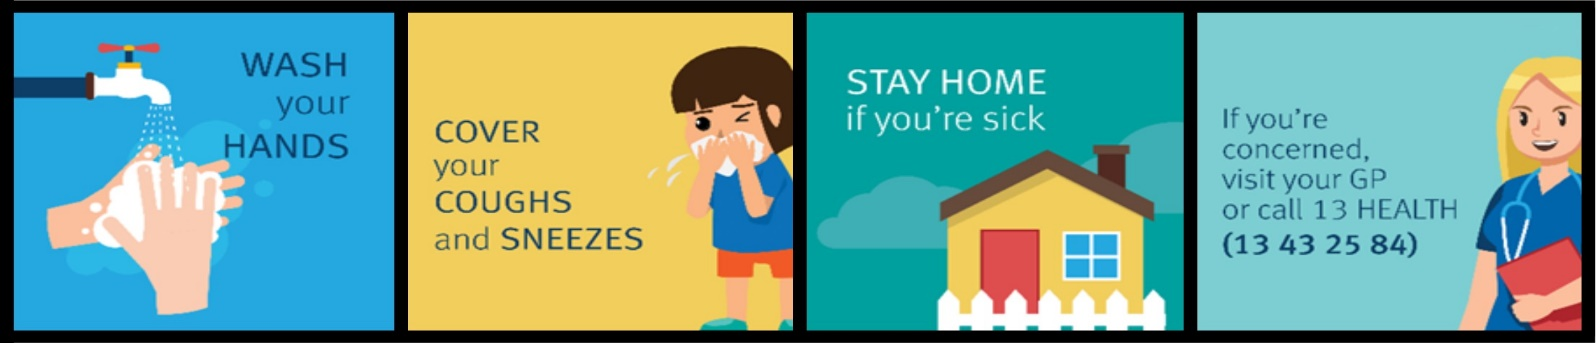 WASH
your
HANDS
COVER
your
COUGHS
and SNEEZES
STAY HOME
if you're sick
If you're
concerned,
visit your GP
or call 13 HEALTH
(13 43 25 84)